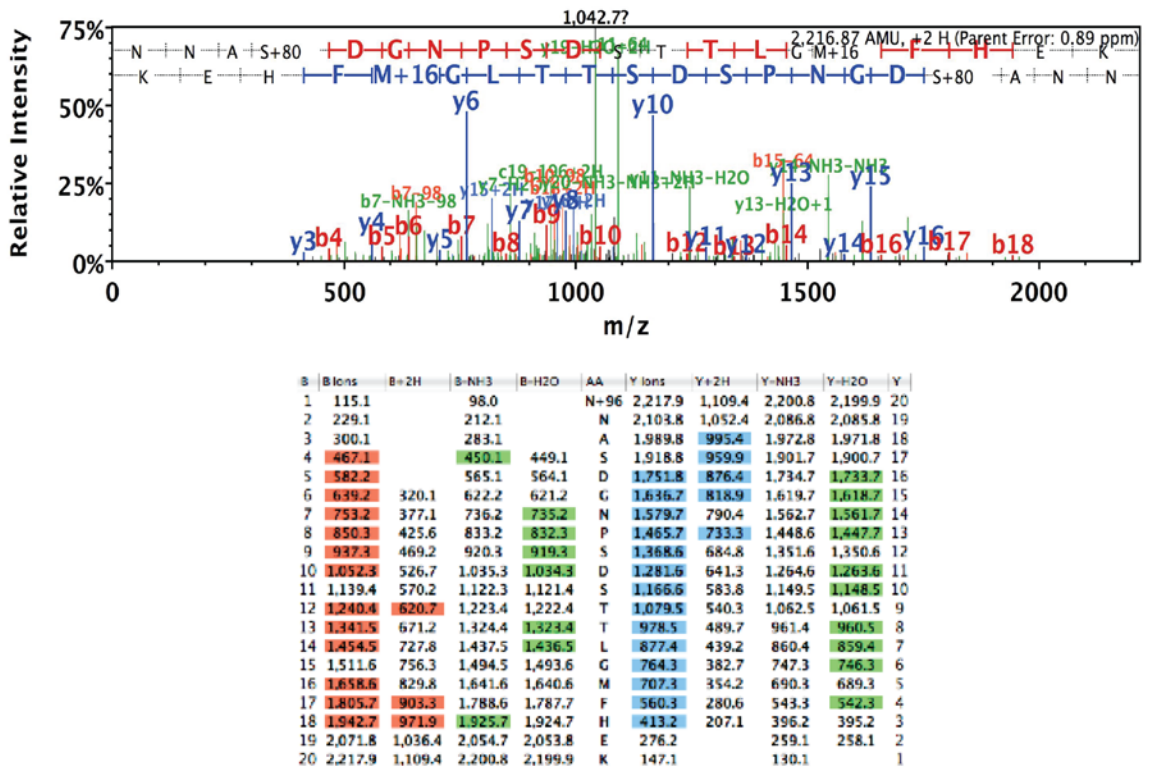 1,042.7?
75%
50%
25%
0%
Relative Intensity
2,216.87 AMU, +2 H (Parent Error: 0.89 ppm)
N N A S+80 D G N P S D S T T L G M+16 F H E K
K E H F M+16 G L T T S D S P N G D S+80 A N N
y6
y10
c19-106-2H
b15-64
y13
y15
b7-98
b7-NH3-98
y15+2H
y11-NH3-H2O
y13-H2O+1
y3 b4 y4 b5 b6 y5 b7 b8 y7 b9 y8 b10 b12 y11 b13 y12 b14 y14 b16 y16 b17 b18
0 500 1000 1500 2000
m/z
B B Ions B+2H B-NH3 B-H2O AA Y Ions Y+2H Y-NH3 Y-H2O Y
1 115.1 98.0 N+96 2,217.9 1,109.4 2,200.8 2,199.9 20
2 229.1 212.1 N 2,103.8 1,052.4 2,086.8 2,085.8 19
3 300.1 283.1 A 1,989.8 995.4 1,972.8 1,971.8 18
4 467.1 450.1 449.1 S 1,918.8 959.9 1,901.7 1,900.7 17
5 582.2 565.1 564.1 D 1,751.8 876.4 1,734.7 1,733.7 16
6 639.2 320.1 622.2 621.2 G 1,636.7 818.9 1,619.7 1,618.7 15
7 753.2 377.1 736.2 735.2 N 1,579.7 790.4 1,562.7 1,561.7 14
8 850.3 425.6 833.2 832.3 P 1,465.7 733.3 1,448.6 1,447.7 13
9 937.3 469.2 920.3 919.3 S 1,368.6 684.8 1,351.6 1,350.6 12
10 1,052.3 526.7 1,035.3 1,034.3 D 1,281.6 641.3 1,264.6 1,263.6 11
11 1,139.4 570.2 1,122.3 1,121.4 S 1,166.6 583.8 1,149.5 1,148.5 10
12 1,240.4 620.7 1,223.4 1,222.4 T 1,079.5 540.3 1,062.5 1,061.5 9
13 1,341.5 671.2 1,324.4 1,323.4 T 978.5 489.7 961.4 960.5 8
14 1,454.5 727.8 1,437.5 1,436.5 L 877.4 439.2 860.4 859.4 7
15 1,511.6 756.3 1,494.5 1,493.6 G 764.3 382.7 747.3 746.3 6
16 1,658.6 829.8 1,641.6 1,640.6 M 707.3 354.2 690.3 689.3 5
17 1,805.7 903.3 1,788.6 1,787.7 F 560.3 280.6 543.3 542.3 4
18 1,942.7 971.9 1,925.7 1,924.7 H 413.2 207.1 396.2 395.2 3
19 2,071.8 1,036.4 2,054.7 2,053.8 E 276.2 259.1 258.1 2
20 2,217.9 1,109.4 2,200.8 2,199.9 K 147.1 130.1 1